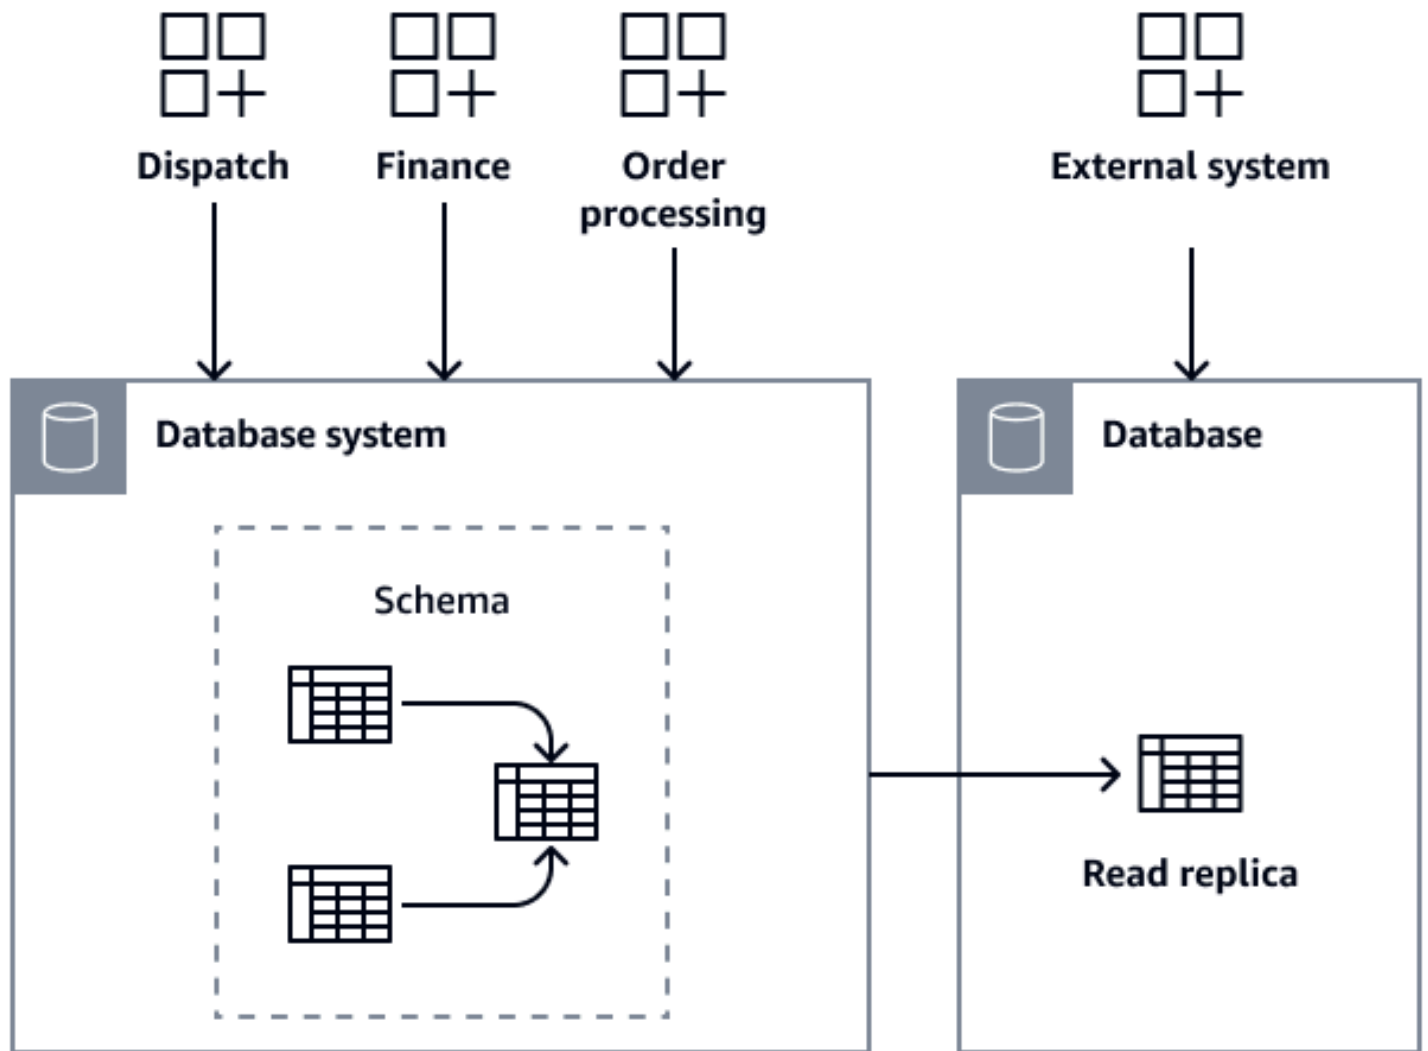 Dispatch
Finance
Order
processing
External system
Database system
Database
Schema
Read replica